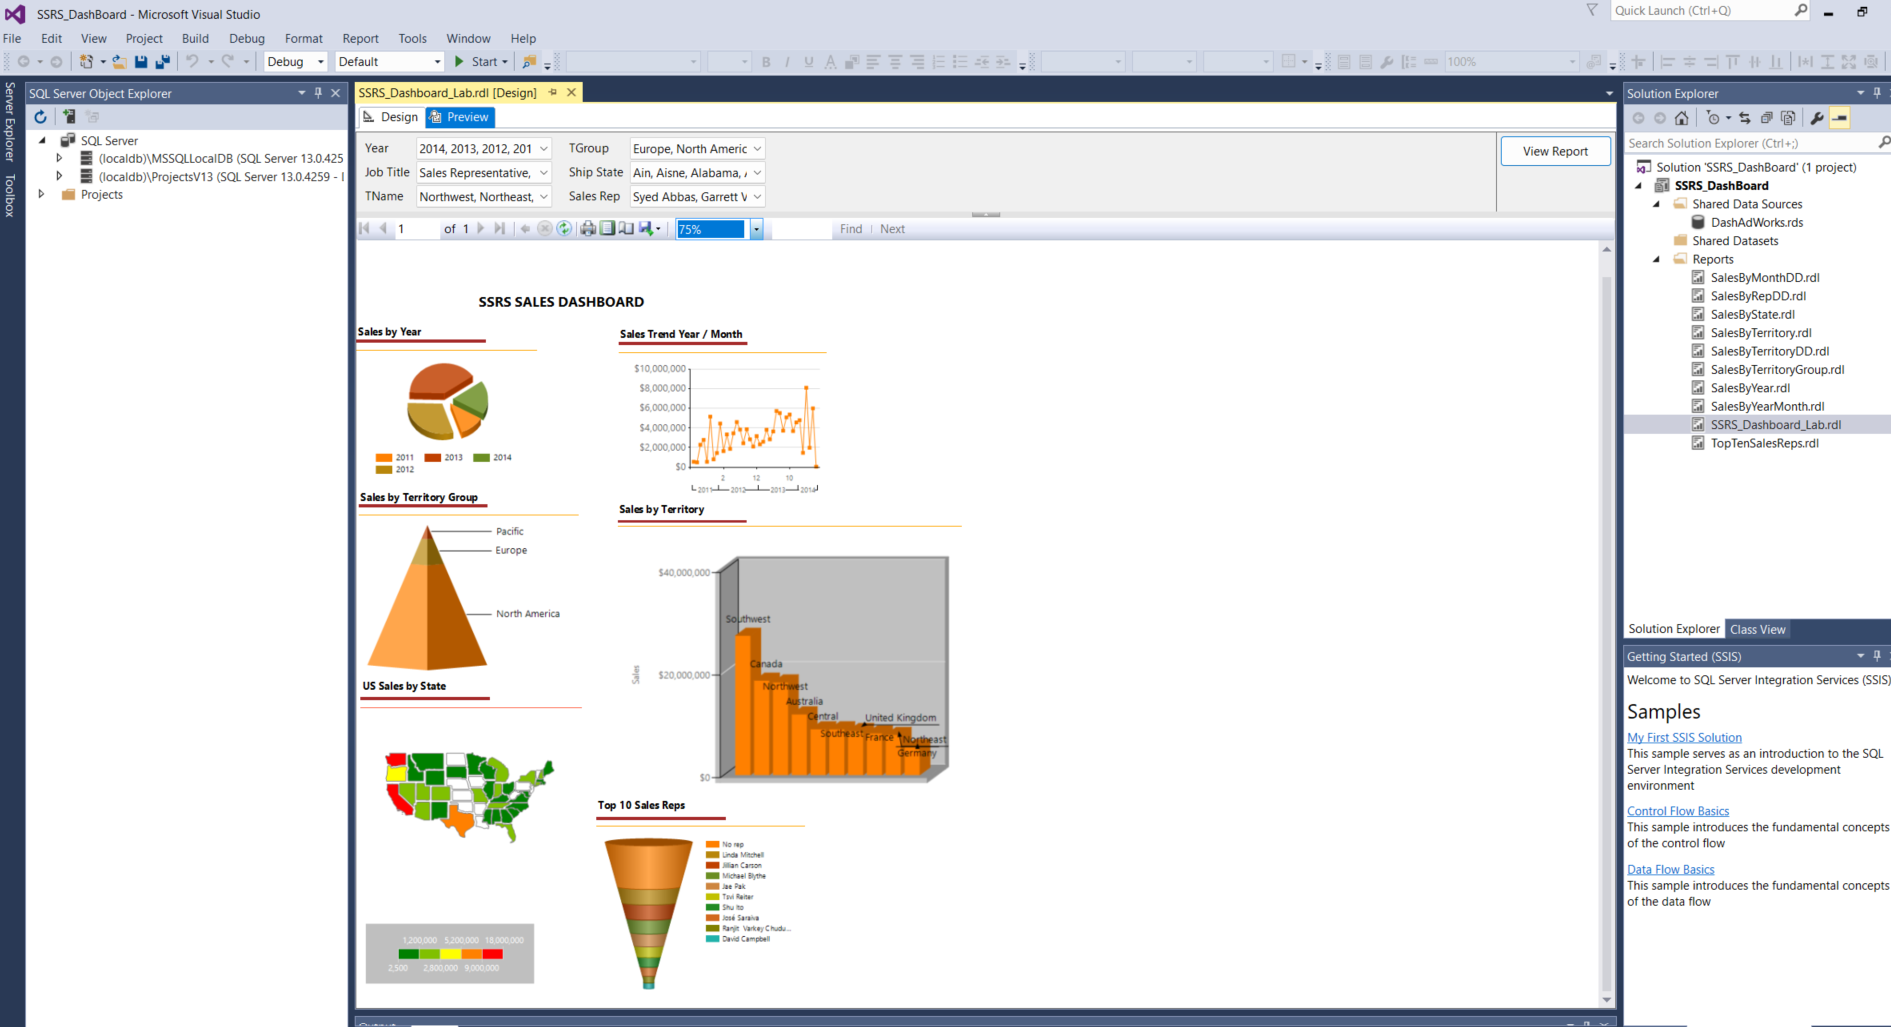 SSRS_DashBoard - Microsoft Visual Studio
Quick Launch (Ctrl+Q)
File Edit View Project Build Debug Format Report Tools Window Help
Debug Default Start 100%
Server Explorer
Toolbox
SQL Server Object Explorer
SQL Server
(localdb)\MSSQLLocalDB (SQL Server 13.0.425
(localdb)\ProjectsV13 (SQL Server 13.0.4259 - I
Projects
SSRS_Dashboard_Lab.rdl [Design]
Design Preview
Year 2014, 2013, 2012, 201 TGroup Europe, North Americ
Job Title Sales Representative, Ship State Ain, Aisne, Alabama,
TName Northwest, Northeast, Sales Rep Syed Abbas, Garrett V
View Report
1 of 1 75% Find | Next
SSRS SALES DASHBOARD
Sales by Year
2011 2013 2014
2012
Sales Trend Year / Month
$10,000,000
$8,000,000
$6,000,000
$4,000,000
$2,000,000
$0
2 12 10
2011 2012 2013 2014
Sales by Territory Group
Pacific
Europe
North America
Sales by Territory
$40,000,000
$20,000,000
$0
Sales
Southwest
Canada
Northwest
Australia
Central
United Kingdom
Southeast
France
Northeast
Germany
US Sales by State
1,200,000 5,200,000 10,000,000
2,500 2,800,000 9,000,000
Top 10 Sales Reps
No rep
Linda Mitchell
Jillian Carson
Michael Blythe
Jae Pak
Tsvi Reiter
Shu Ito
José Saraiva
Ranjit Varkey Chudu...
David Campbell
Solution Explorer
Search Solution Explorer (Ctrl+;)
Solution 'SSRS_DashBoard' (1 project)
SSRS_DashBoard
Shared Data Sources
DashAdWorks.rds
Shared Datasets
Reports
SalesByMonthDD.rdl
SalesByRepDD.rdl
SalesByState.rdl
SalesByTerritory.rdl
SalesByTerritoryDD.rdl
SalesByTerritoryGroup.rdl
SalesByYear.rdl
SalesByYearMonth.rdl
SSRS_Dashboard_Lab.rdl
TopTenSalesReps.rdl
Solution Explorer Class View
Getting Started (SSIS)
Welcome to SQL Server Integration Services (SSIS)
Samples
My First SSIS Solution
This sample serves as an introduction to the SQL
Server Integration Services development
environment
Control Flow Basics
This sample introduces the fundamental concepts
of the control flow
Data Flow Basics
This sample introduces the fundamental concepts
of the data flow